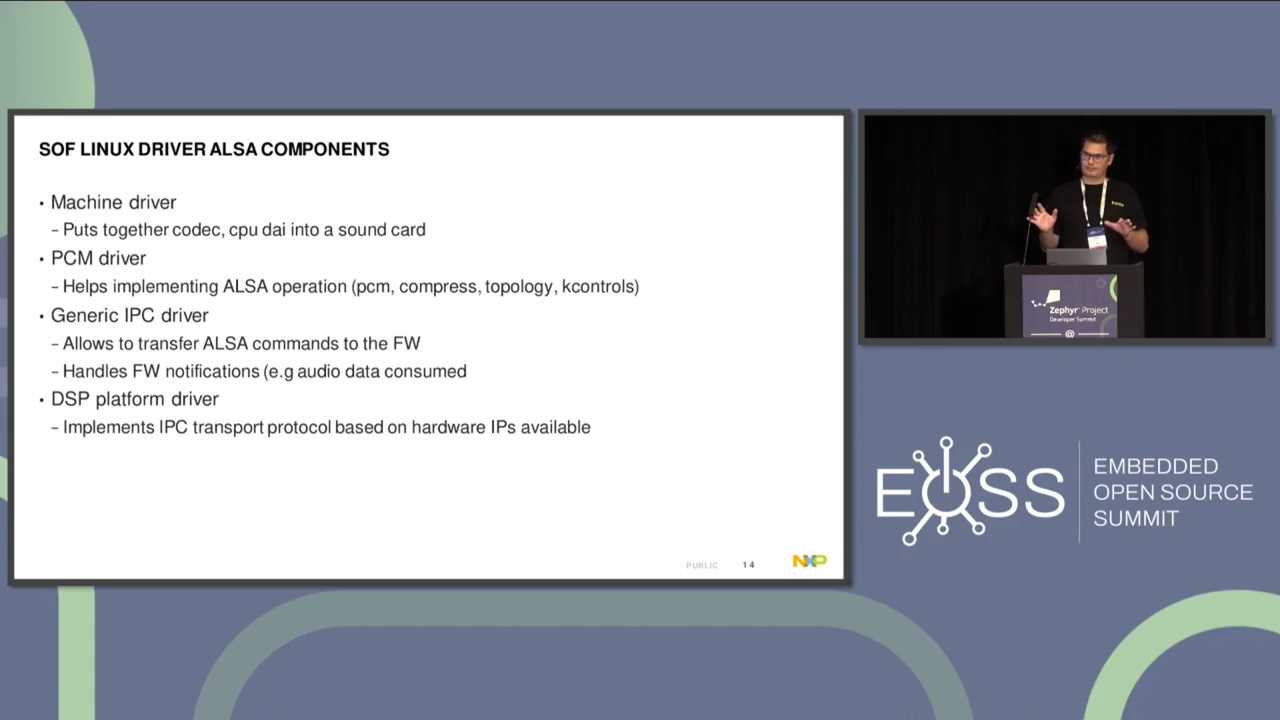 SOF LINUX DRIVER ALSA COMPONENTS
• Machine driver
– Puts together codec, cpu dai into a sound card
• PCM driver
– Helps implementing ALSA operation (pcm, compress, topology, kcontrols)
• Generic IPC driver
– Allows to transfer ALSA commands to the FW
– Handles FW notifications (e.g audio data consumed
• DSP platform driver
– Implements IPC transport protocol based on hardware IPs available
PUBLIC 14 NXP
Zephyr® Project
Developer Summit
@
EOSS
EMBEDDED
OPEN SOURCE
SUMMIT